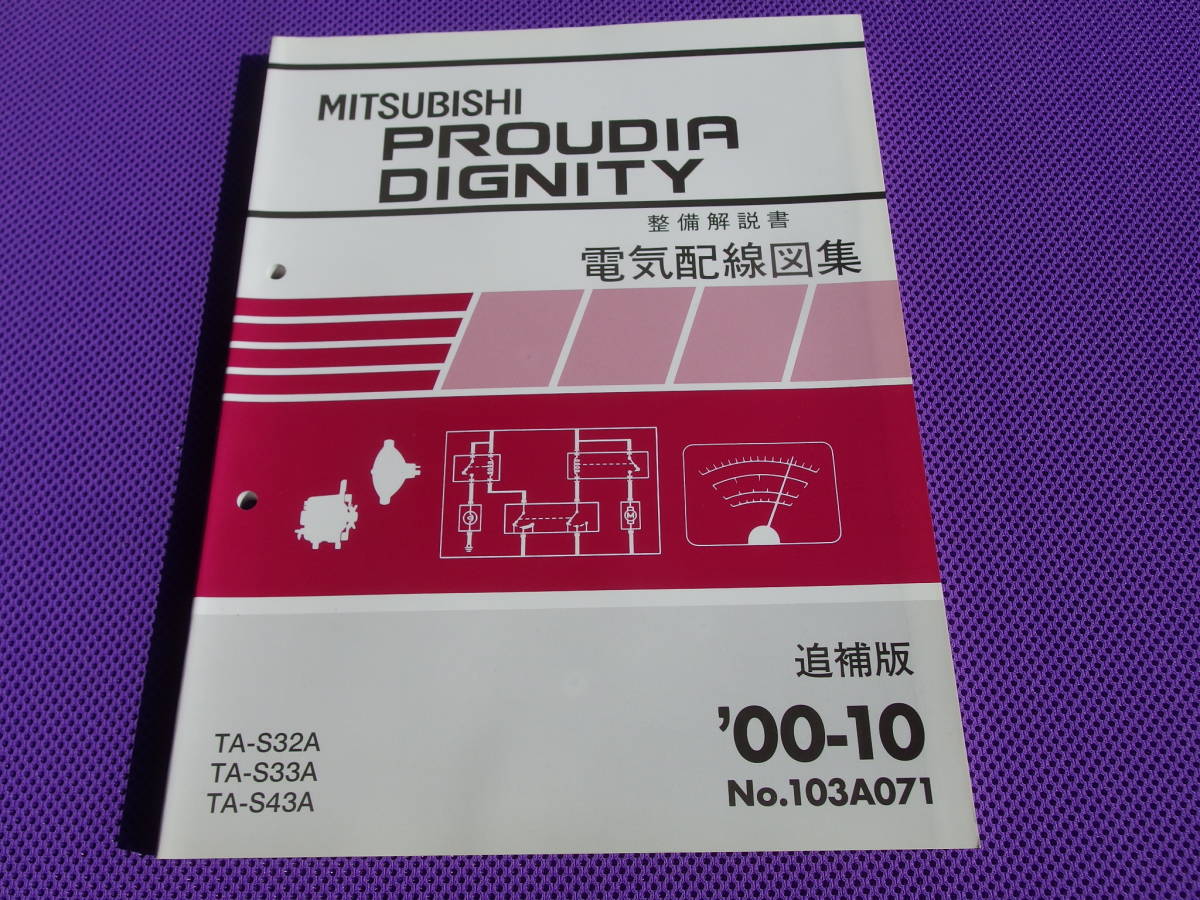 MITSUBISHI
PROUDIA
DIGNITY
整備解説書
電気配線図集
M
追補版
'00-10
No.103A071
TA-S32A
TA-S33A
TA-S43A